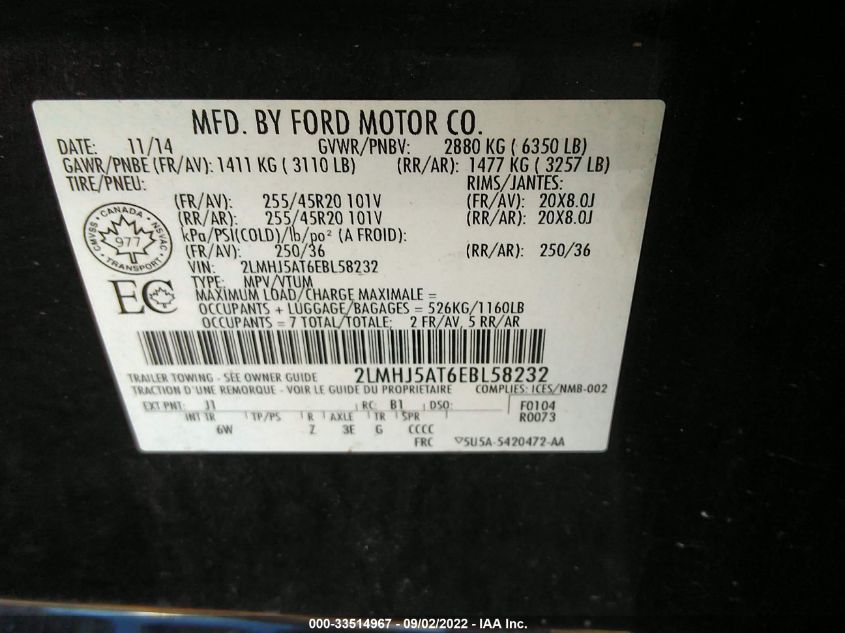 MFD. BY FORD MOTOR CO.
DATE: 11/14 GVWR/PNBV: 2880 KG ( 6350 LB)
GAWR/PNBE (FR/AV): 1411 KG ( 3110 LB) (RR/AR): 1477 KG ( 3257 LB)
TIRE/PNEU: RIMS/JANTES:
(FR/AV) 255/45R20 101V (FR/AV): 20X8.0J
(RR/AR) 255/45R20 101V (RR/AR): 20X8.0J
kPa/PSI(COLD)/lb/po² (A FROID):
(FR/AV): 250/36 (RR/AR): 250/36
CANADA
CMVSS NSVAC
977
TRANSPORT
VIN: 2LMHJ5AT6EBL58232
TYPE: MPV/VTUM
EC
MAXIMUM LOAD/CHARGE MAXIMALE =
OCCUPANTS + LUGGAGE/BAGAGES = 526KG/1160LB
OCCUPANTS = 7 TOTAL/TOTALE; 2 FR/AV, 5 RR/AR
2LMHJ5AT6EBL58232
TRAILER TOWING - SEE OWNER GUIDE
TRACTION D'UNE REMORQUE - VOIR LE GUIDE DU PROPRIETAIRE COMPLIES: ICES/NMB-002
EXT PNT: J1 RC: B1 DSO: F0104
INT TR TP/PS R AXLE TR SPR R0073
6W Z 3E G CCCC
FRC 5U5A-5420472-AA
000-33514967 - 09/02/2022 - IAA Inc.